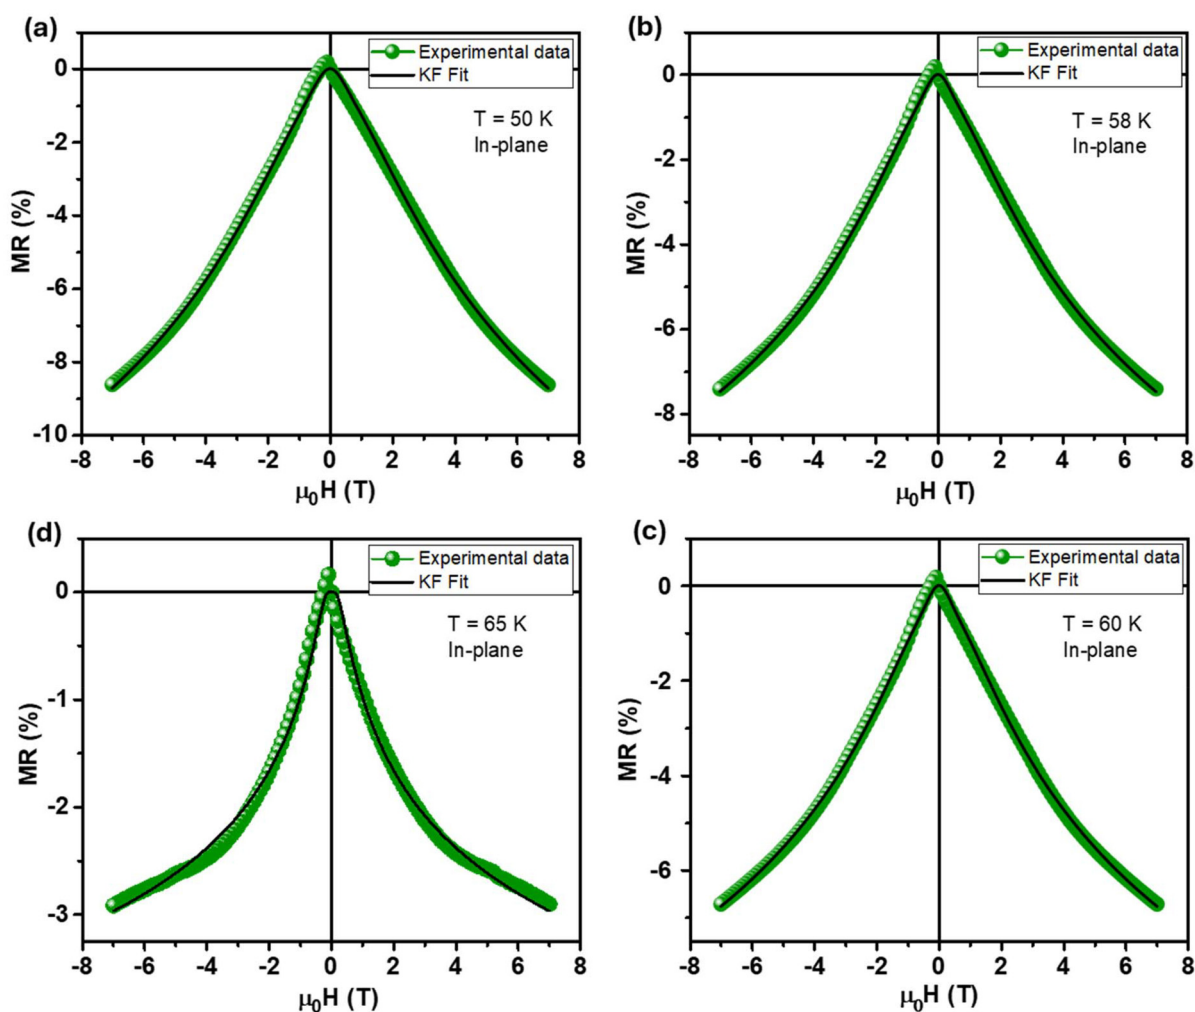 (a)
Experimental data
KF Fit
T = 50 K
In-plane
0
-2
-4
-6
-8
-10
MR (%)
-8 -6 -4 -2 0 2 4 6 8
μ₀H (T)
(b)
Experimental data
KF Fit
T = 58 K
In-plane
0
-2
-4
-6
-8
MR (%)
-8 -6 -4 -2 0 2 4 6 8
μ₀H (T)
(d)
Experimental data
KF Fit
T = 65 K
In-plane
0
-1
-2
-3
MR (%)
-8 -6 -4 -2 0 2 4 6 8
μ₀H (T)
(c)
Experimental data
KF Fit
T = 60 K
In-plane
0
-2
-4
-6
MR (%)
-8 -6 -4 -2 0 2 4 6 8
μ₀H (T)